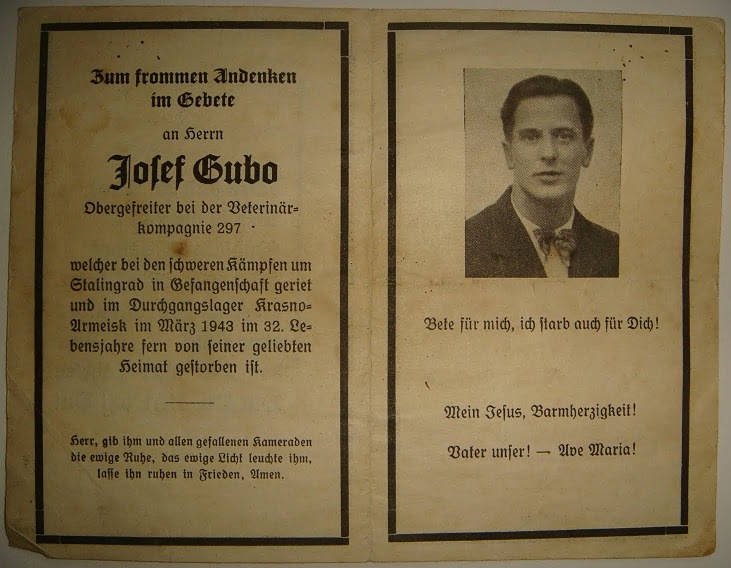 Zum frommen Andenken
im Gebete
an Herrn
Josef Gubo
Obergefreiter bei der Veterinär-
kompagnie 297
welcher bei den schweren Kämpfen um
Stalingrad in Gefangenschaft geriet
und im Durchgangslager Krasno-
Armeisk im März 1943 im 32. Le-
bensjahre fern von seiner geliebten
Heimat gestorben ist.
Herr, gib ihm und allen gefallenen Kameraden
die ewige Ruhe, das ewige Licht leuchte ihm,
lasse ihn ruhen in Frieden, Amen.
Bete für mich, ich starb auch für Dich!
Mein Jesus, Barmherzigkeit!
Vater unser! — Ave Maria!